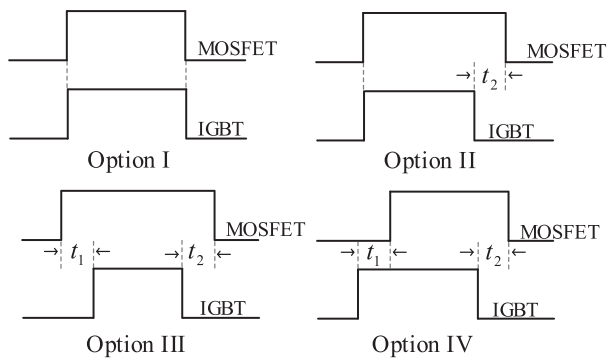 MOSFET
IGBT
Option I
MOSFET
t2
IGBT
Option II
MOSFET
t1 t2
IGBT
Option III
MOSFET
t1 t2
IGBT
Option IV